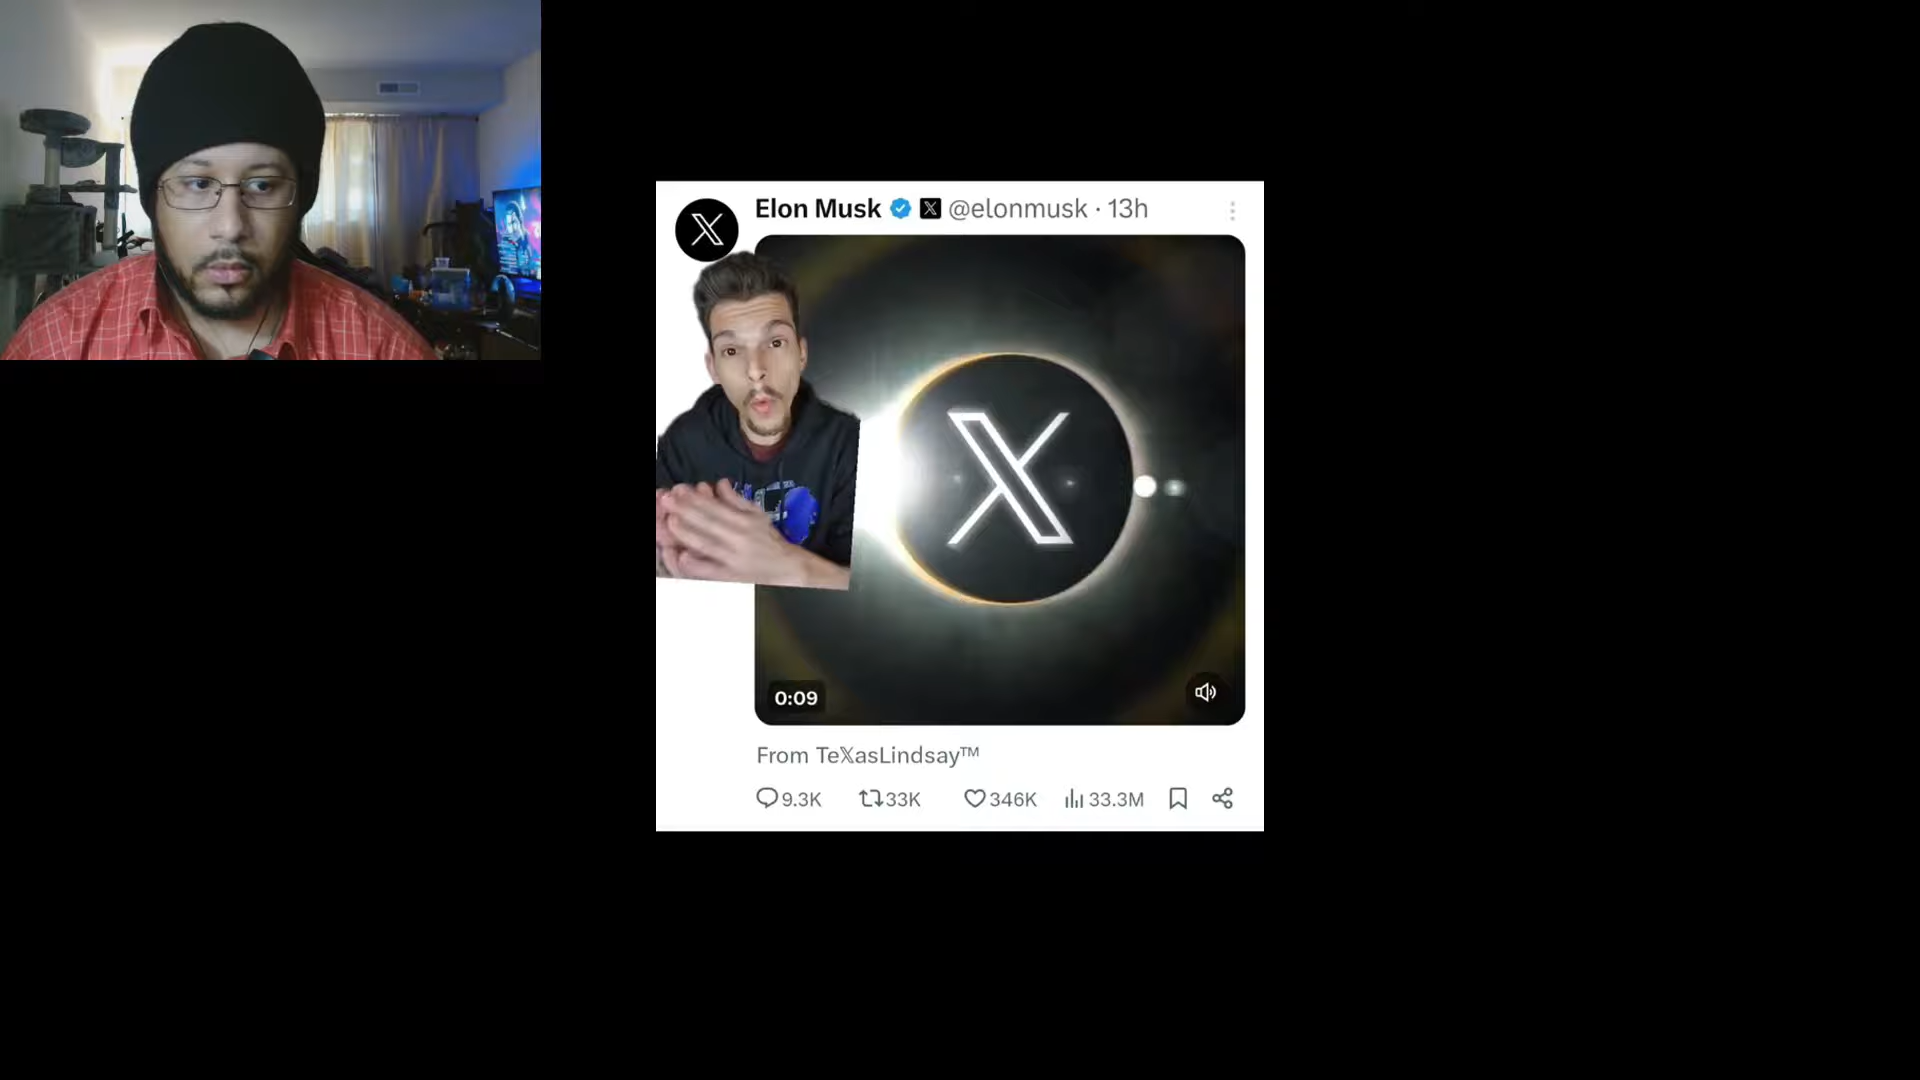 Elon Musk @elonmusk · 13h
0:09
From Te𝕏asLindsay™
9.3K 33K 346K 33.3M